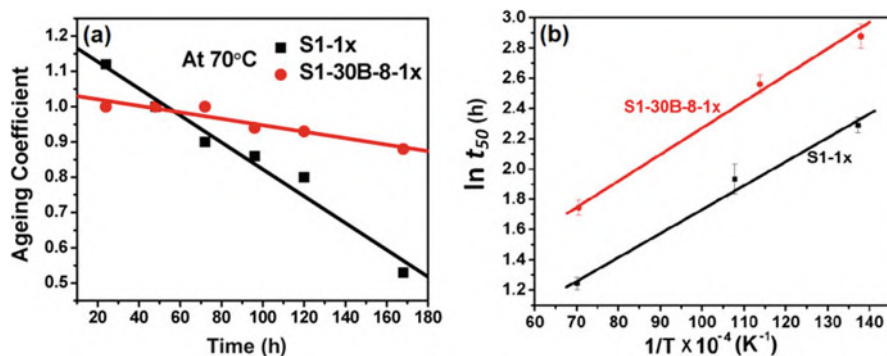 (a)
At 70°C
S1-1x
S1-30B-8-1x
Ageing Coefficient
1.2
1.1
1.0
0.9
0.8
0.7
0.6
0.5
20 40 60 80 100 120 140 160 180
Time (h)
(b)
S1-30B-8-1x
S1-1x
ln t50 (h)
3.0
2.8
2.6
2.4
2.2
2.0
1.8
1.6
1.4
1.2
70 80 90 100 110 120 130 140
1/T X 10-4 (K-1)